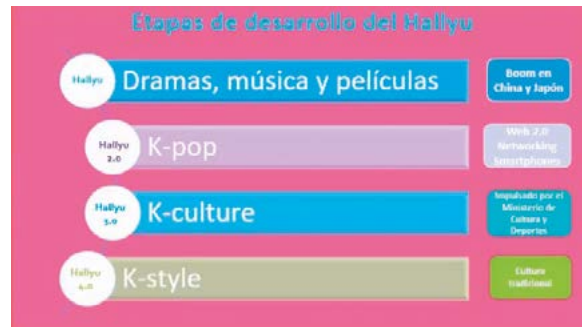 Etapas de desarrollo del Hallyu
Hallyu
Dramas, música y películas
Boom en
China y Japón
Hallyu
2.0
K-pop
Web 2.0
Networking
Smartphones
Hallyu
3.0
K-culture
Impulsado por el
Ministerio de
Cultura y
Deportes
Hallyu
4.0
K-style
Cultura
tradicional